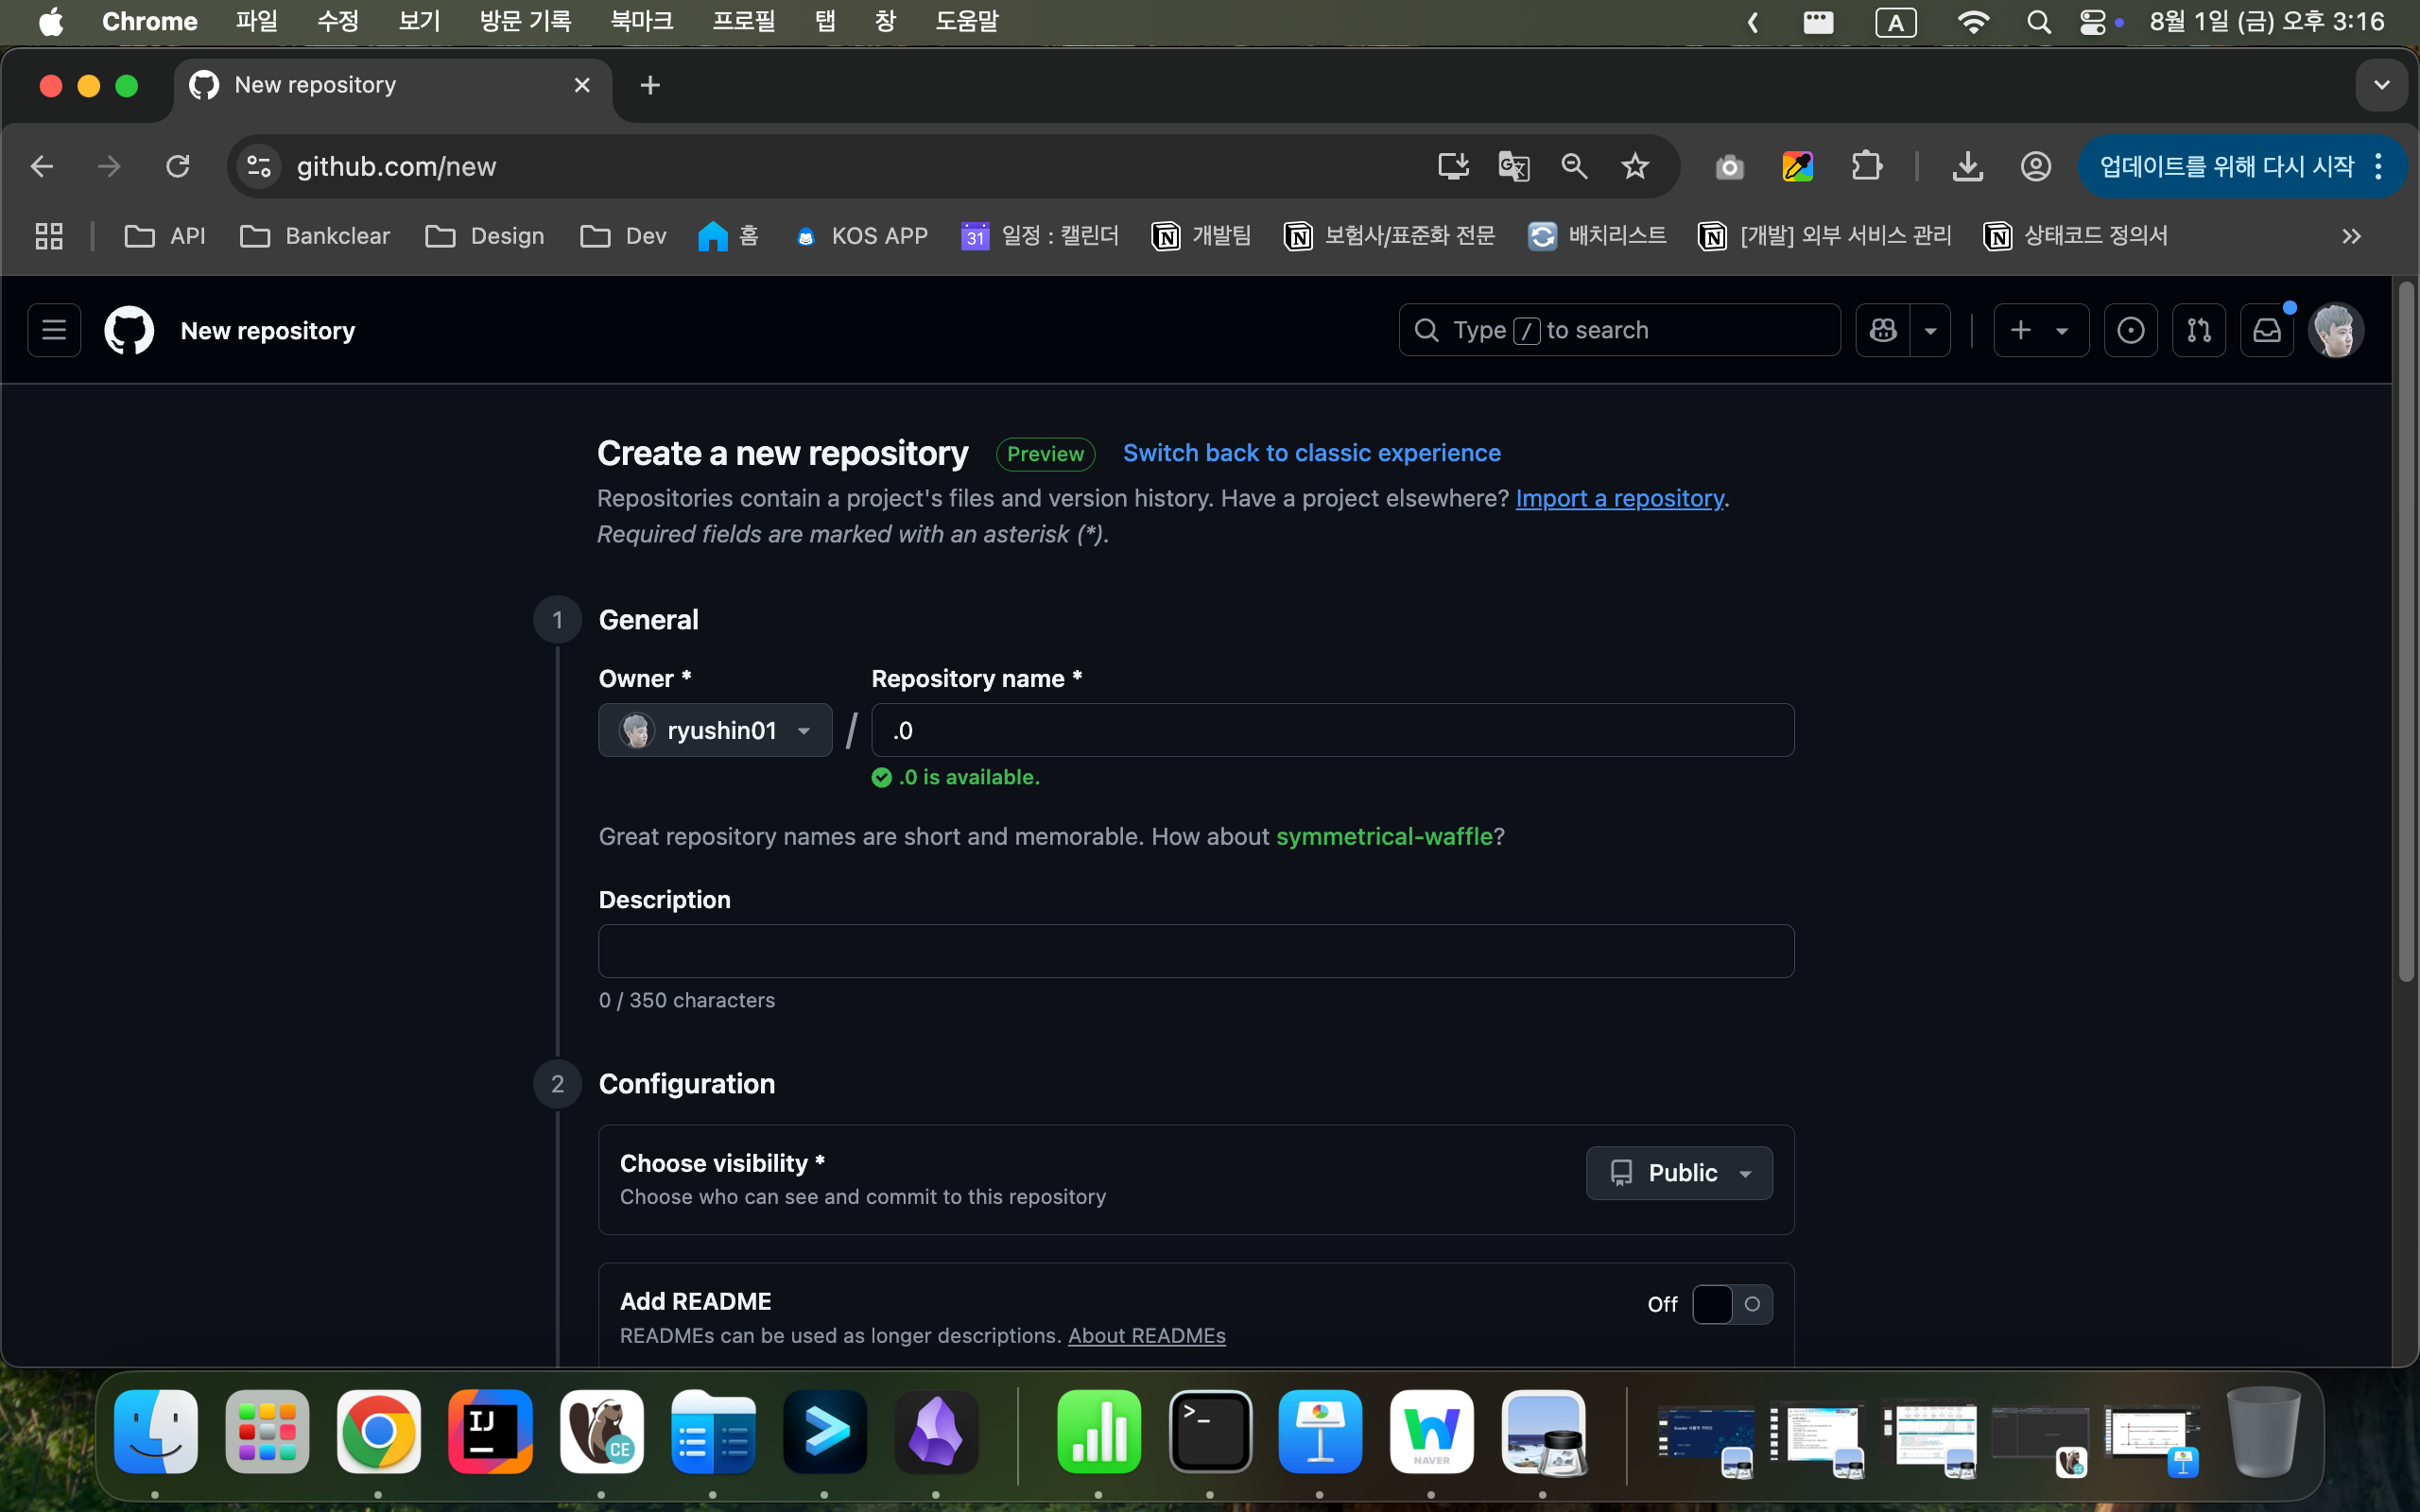 Chrome 파일 수정 보기 방문 기록 북마크 프로필 탭 창 도움말 A 8월 1일 (금) 오후 3:16
New repository
github.com/new 업데이트를 위해 다시 시작
API Bankclear Design Dev 홈 KOS APP 31 일정 : 캘린더 개발팀 보험사/표준화 전문 배치리스트 [개발] 외부 서비스 관리 상태코드 정의서
New repository Type / to search
Create a new repository Preview Switch back to classic experience
Repositories contain a project's files and version history. Have a project elsewhere? Import a repository.
Required fields are marked with an asterisk (*).
1 General
Owner * Repository name *
ryushin01 / .0
.0 is available.
Great repository names are short and memorable. How about symmetrical-waffle?
Description
0 / 350 characters
2 Configuration
Choose visibility * Public
Choose who can see and commit to this repository
Add README Off
READMEs can be used as longer descriptions. About READMEs
IJ CE NAVER